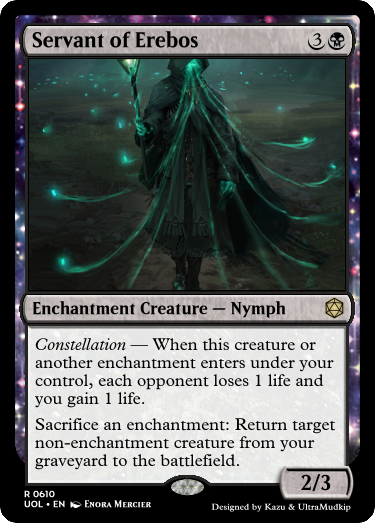 Servant of Erebos 3
Enchantment Creature — Nymph
Constellation — When this creature or
another enchantment enters under your
control, each opponent loses 1 life and
you gain 1 life.
Sacrifice an enchantment: Return target
non-enchantment creature from your
graveyard to the battlefield.
2/3
R 0610
UOL • EN Enora Mercier
Designed by Kazu & UltraMudkip